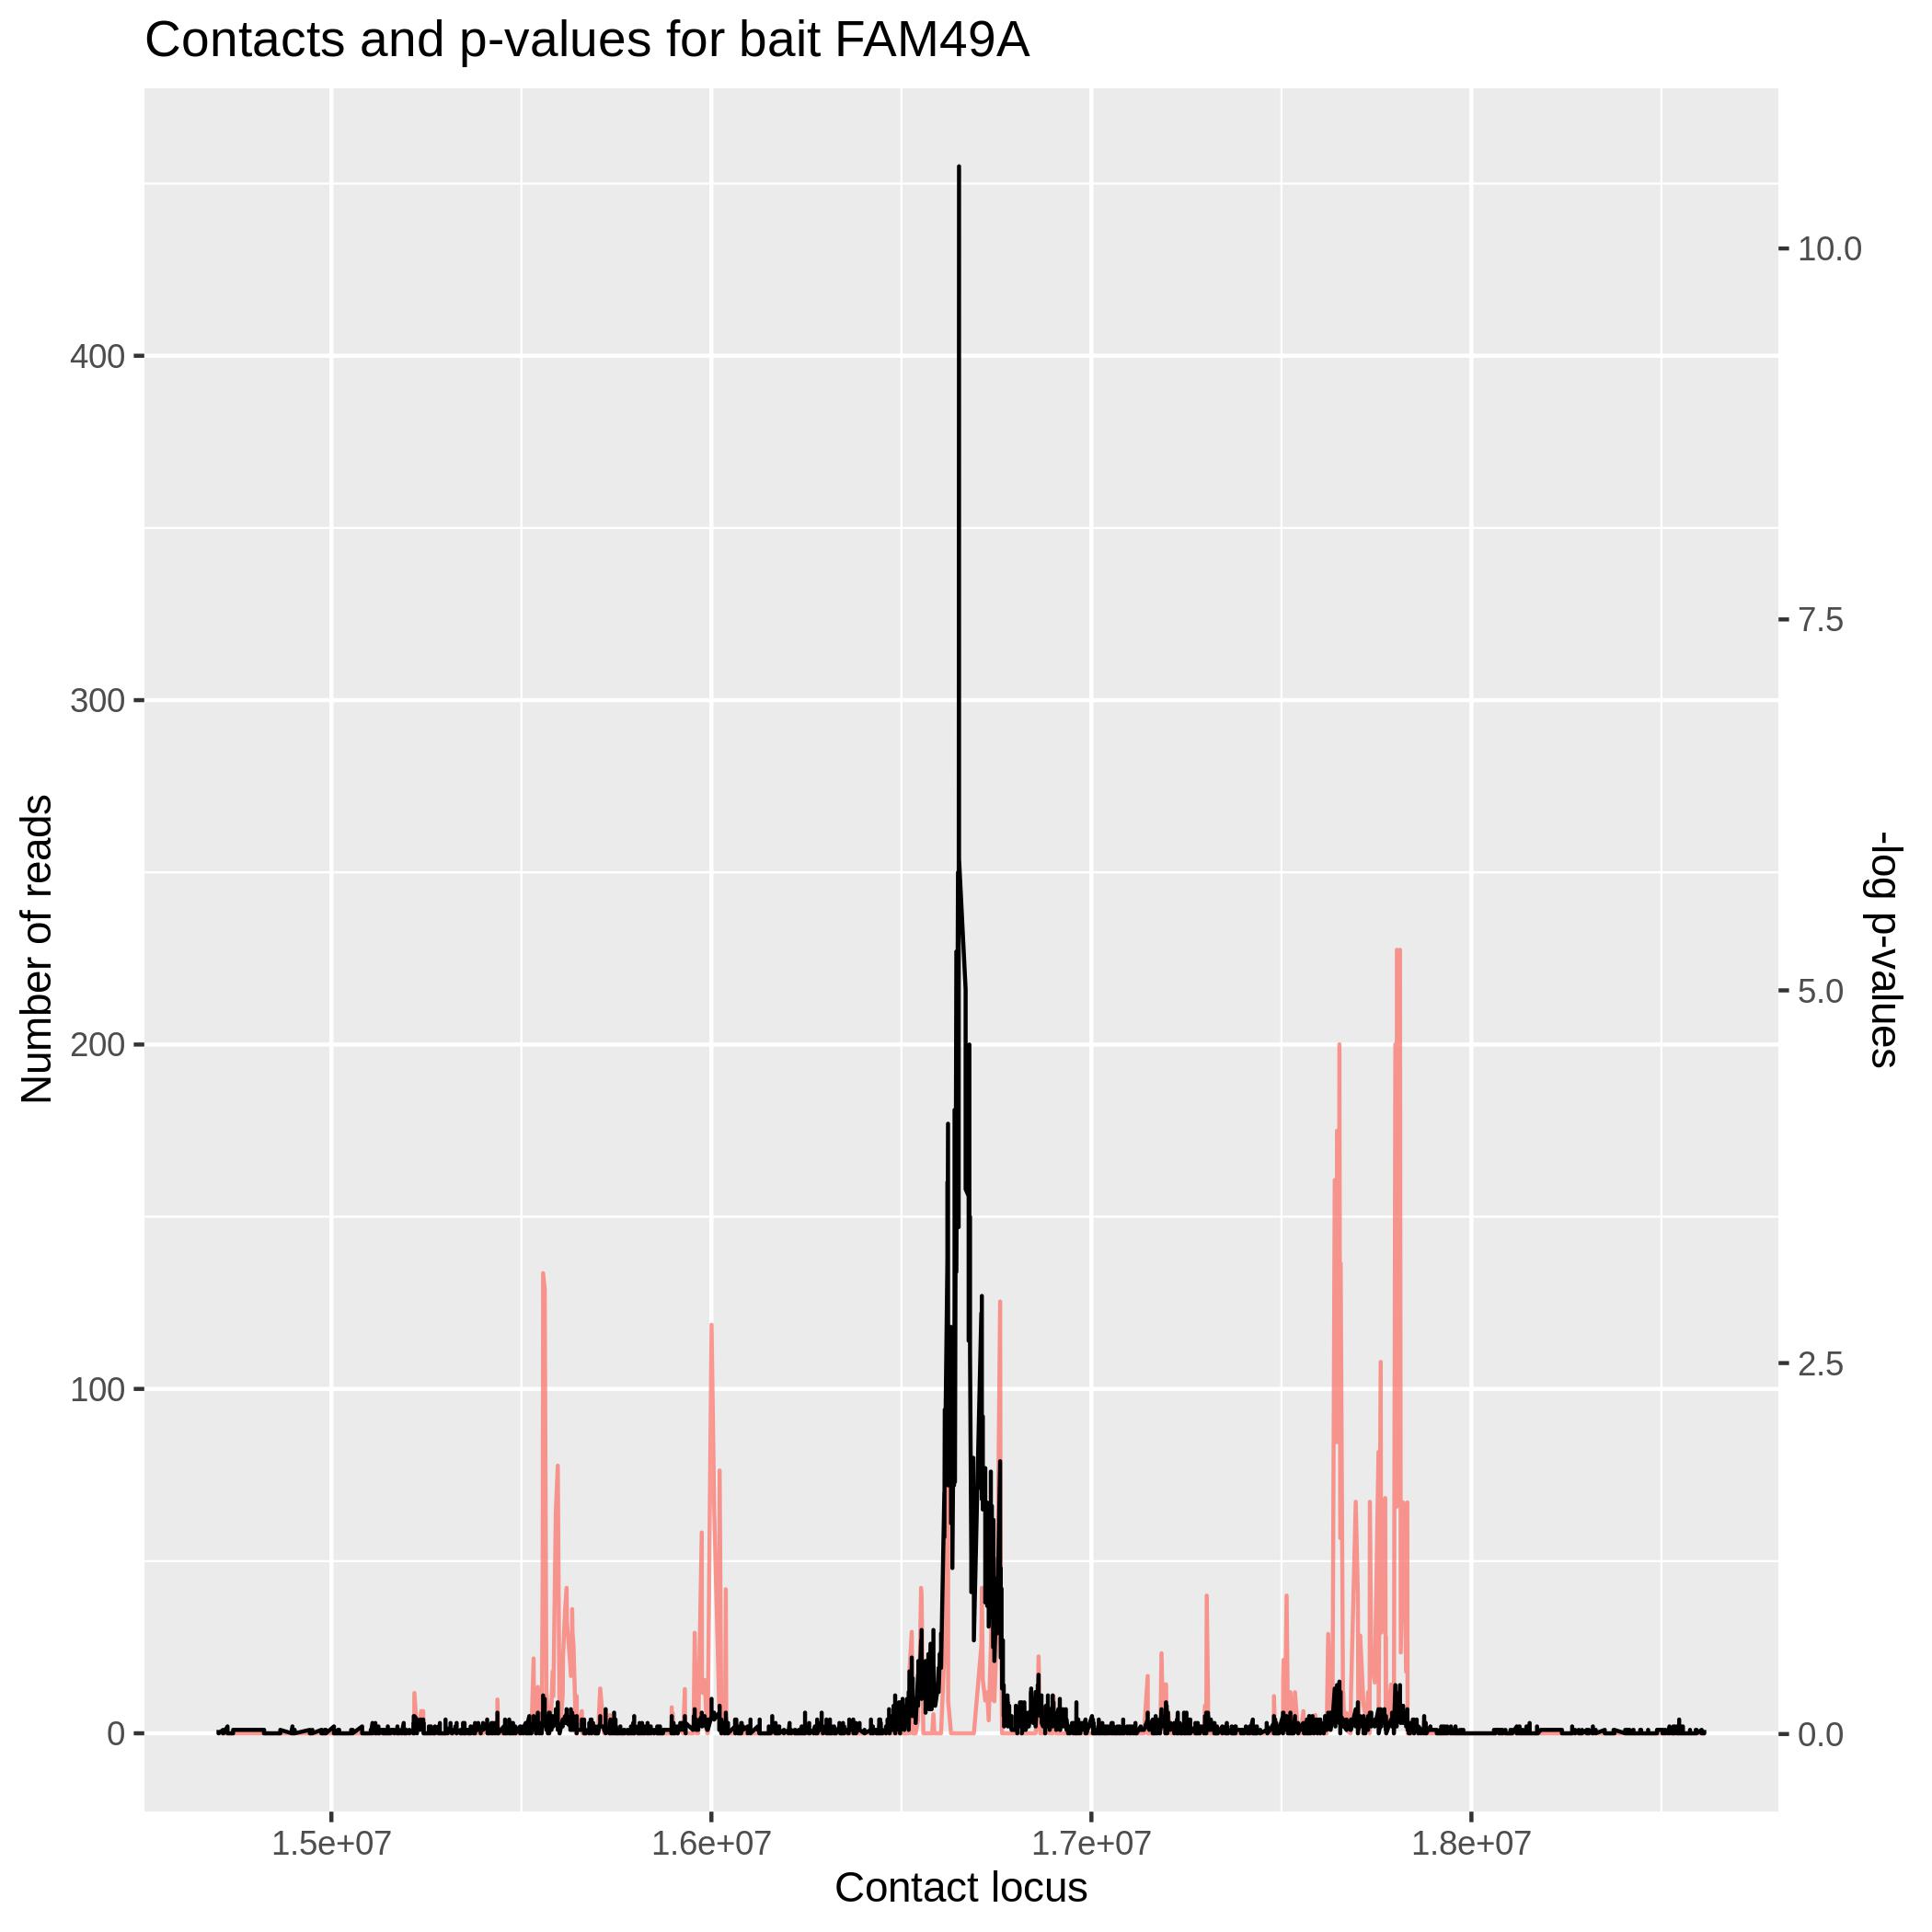 Contacts and p-values for bait FAM49A
Number of reads
400
300
200
100
0
10.0
7.5
5.0
2.5
0.0
-log p-values
1.5e+07
1.6e+07
1.7e+07
1.8e+07
Contact locus